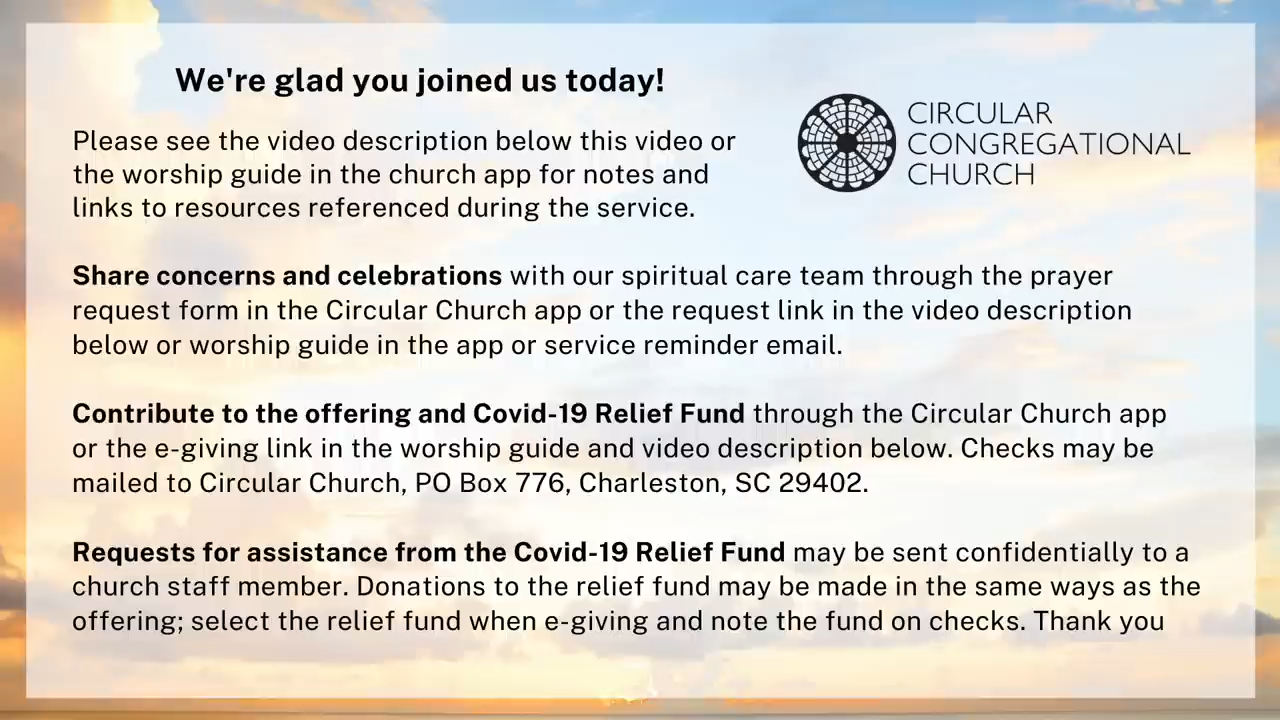 We're glad you joined us today!
Please see the video description below this video or
the worship guide in the church app for notes and
links to resources referenced during the service.
CIRCULAR
CONGREGATIONAL
CHURCH
Share concerns and celebrations with our spiritual care team through the prayer
request form in the Circular Church app or the request link in the video description
below or worship guide in the app or service reminder email.
Contribute to the offering and Covid-19 Relief Fund through the Circular Church app
or the e-giving link in the worship guide and video description below. Checks may be
mailed to Circular Church, PO Box 776, Charleston, SC 29402.
Requests for assistance from the Covid-19 Relief Fund may be sent confidentially to a
church staff member. Donations to the relief fund may be made in the same ways as the
offering; select the relief fund when e-giving and note the fund on checks. Thank you